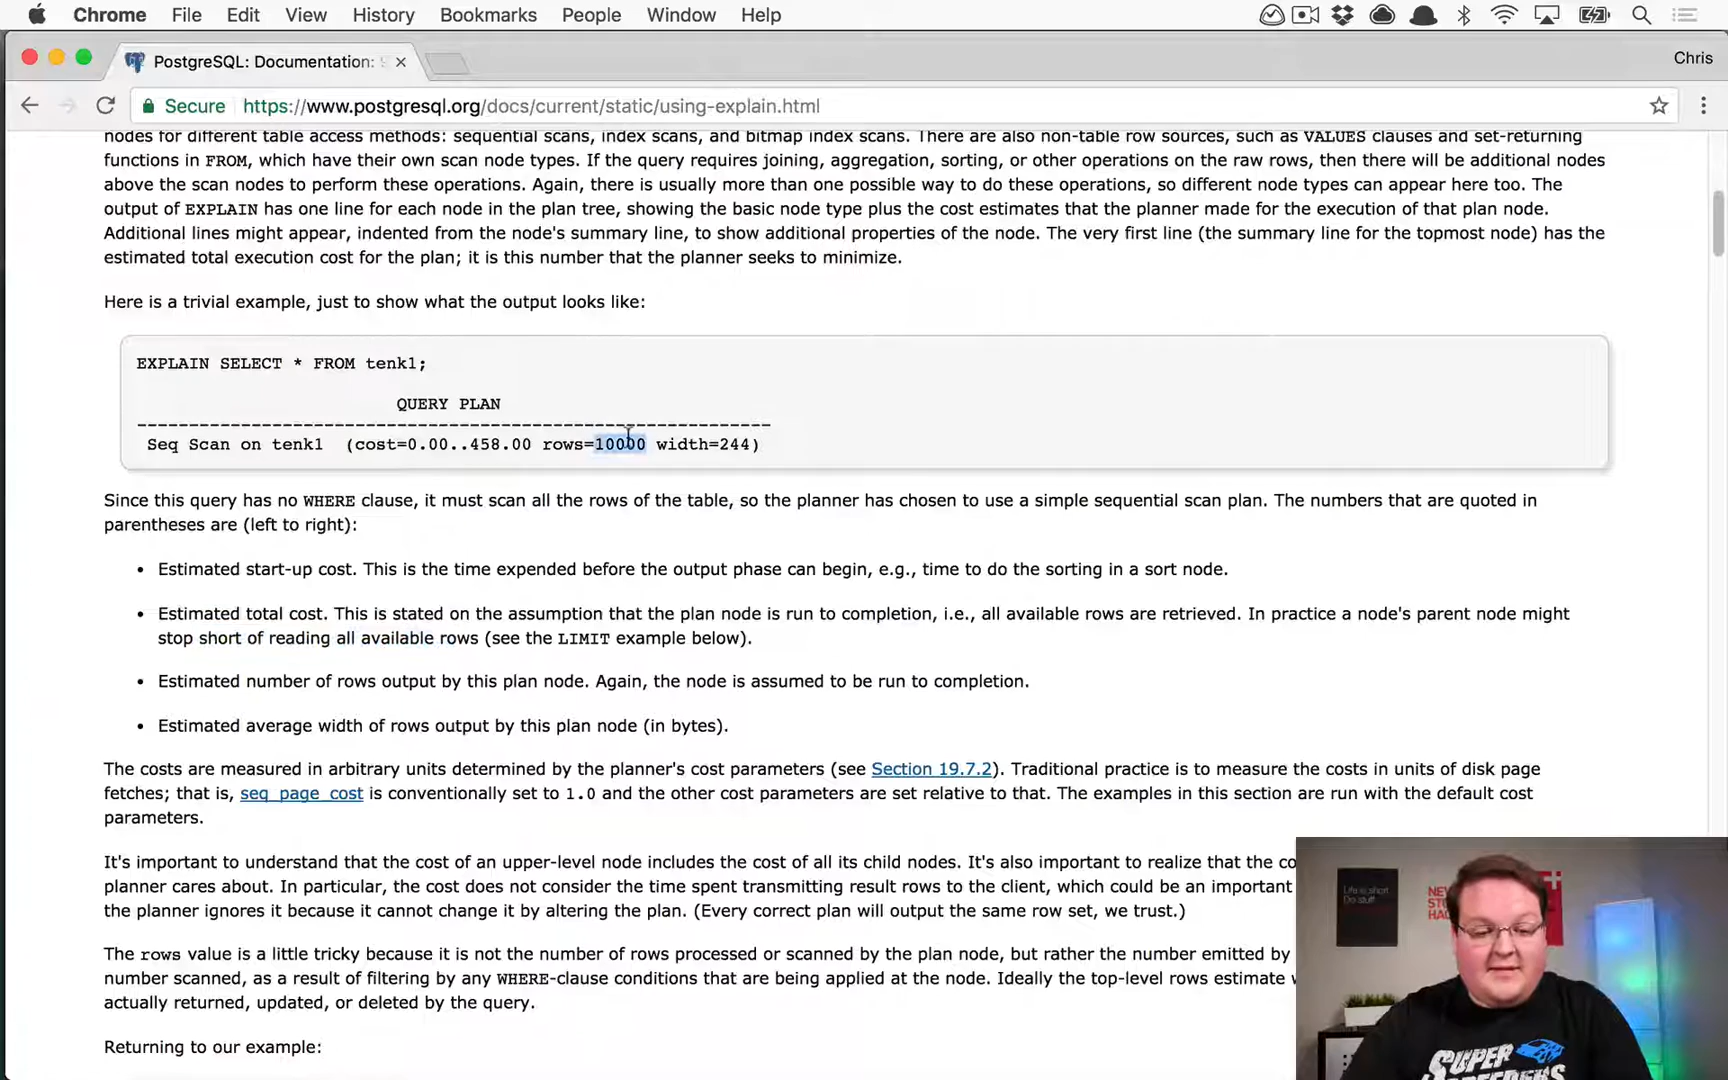 Chrome File Edit View History Bookmarks People Window Help
PostgreSQL: Documentation: 9 Chris
Secure https://www.postgresql.org/docs/current/static/using-explain.html
nodes for different table access methods: sequential scans, index scans, and bitmap index scans. There are also non-table row sources, such as VALUES clauses and set-returning
functions in FROM, which have their own scan node types. If the query requires joining, aggregation, sorting, or other operations on the raw rows, then there will be additional nodes
above the scan nodes to perform these operations. Again, there is usually more than one possible way to do these operations, so different node types can appear here too. The
output of EXPLAIN has one line for each node in the plan tree, showing the basic node type plus the cost estimates that the planner made for the execution of that plan node.
Additional lines might appear, indented from the node's summary line, to show additional properties of the node. The very first line (the summary line for the topmost node) has the
estimated total execution cost for the plan; it is this number that the planner seeks to minimize.
Here is a trivial example, just to show what the output looks like:
EXPLAIN SELECT * FROM tenk1;
QUERY PLAN
-------------------------------------------------------------
Seq Scan on tenk1 (cost=0.00..458.00 rows=10000 width=244)
Since this query has no WHERE clause, it must scan all the rows of the table, so the planner has chosen to use a simple sequential scan plan. The numbers that are quoted in
parentheses are (left to right):
• Estimated start-up cost. This is the time expended before the output phase can begin, e.g., time to do the sorting in a sort node.
• Estimated total cost. This is stated on the assumption that the plan node is run to completion, i.e., all available rows are retrieved. In practice a node's parent node might
stop short of reading all available rows (see the LIMIT example below).
• Estimated number of rows output by this plan node. Again, the node is assumed to be run to completion.
• Estimated average width of rows output by this plan node (in bytes).
The costs are measured in arbitrary units determined by the planner's cost parameters (see Section 19.7.2). Traditional practice is to measure the costs in units of disk page
fetches; that is, seq_page_cost is conventionally set to 1.0 and the other cost parameters are set relative to that. The examples in this section are run with the default cost
parameters.
It's important to understand that the cost of an upper-level node includes the cost of all its child nodes. It's also important to realize that the co
planner cares about. In particular, the cost does not consider the time spent transmitting result rows to the client, which could be an important
the planner ignores it because it cannot change it by altering the plan. (Every correct plan will output the same row set, we trust.)
The rows value is a little tricky because it is not the number of rows processed or scanned by the plan node, but rather the number emitted by
number scanned, as a result of filtering by any WHERE-clause conditions that are being applied at the node. Ideally the top-level rows estimate w
actually returned, updated, or deleted by the query.
Returning to our example:
Life is short.
Do stuff.
SUPER